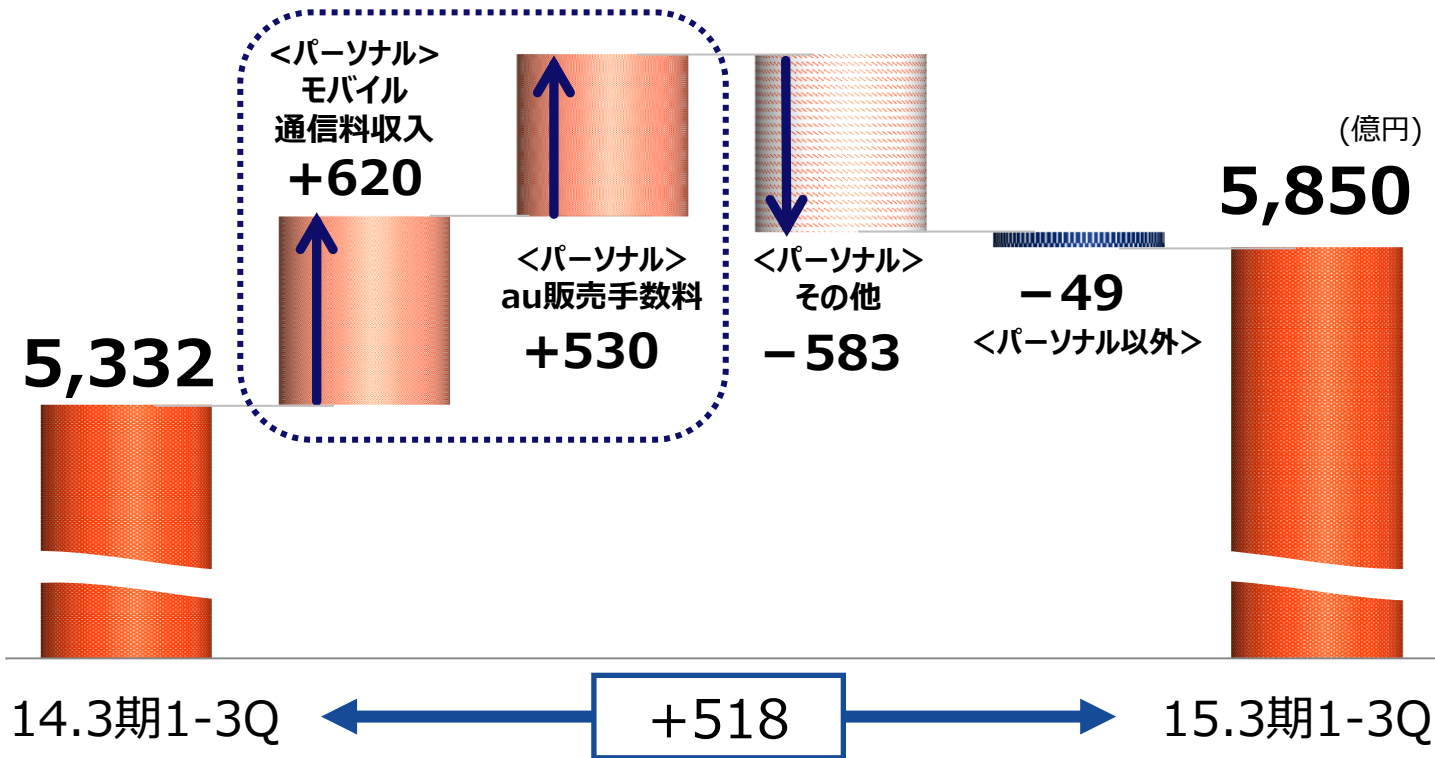 <パーソナル>
モバイル
通信料収入
+620
(億円)
5,850
<パーソナル>
au販売手数料
+530
<パーソナル>
その他
−583
−49
<パーソナル以外>
5,332
14.3期1-3Q
+518
15.3期1-3Q